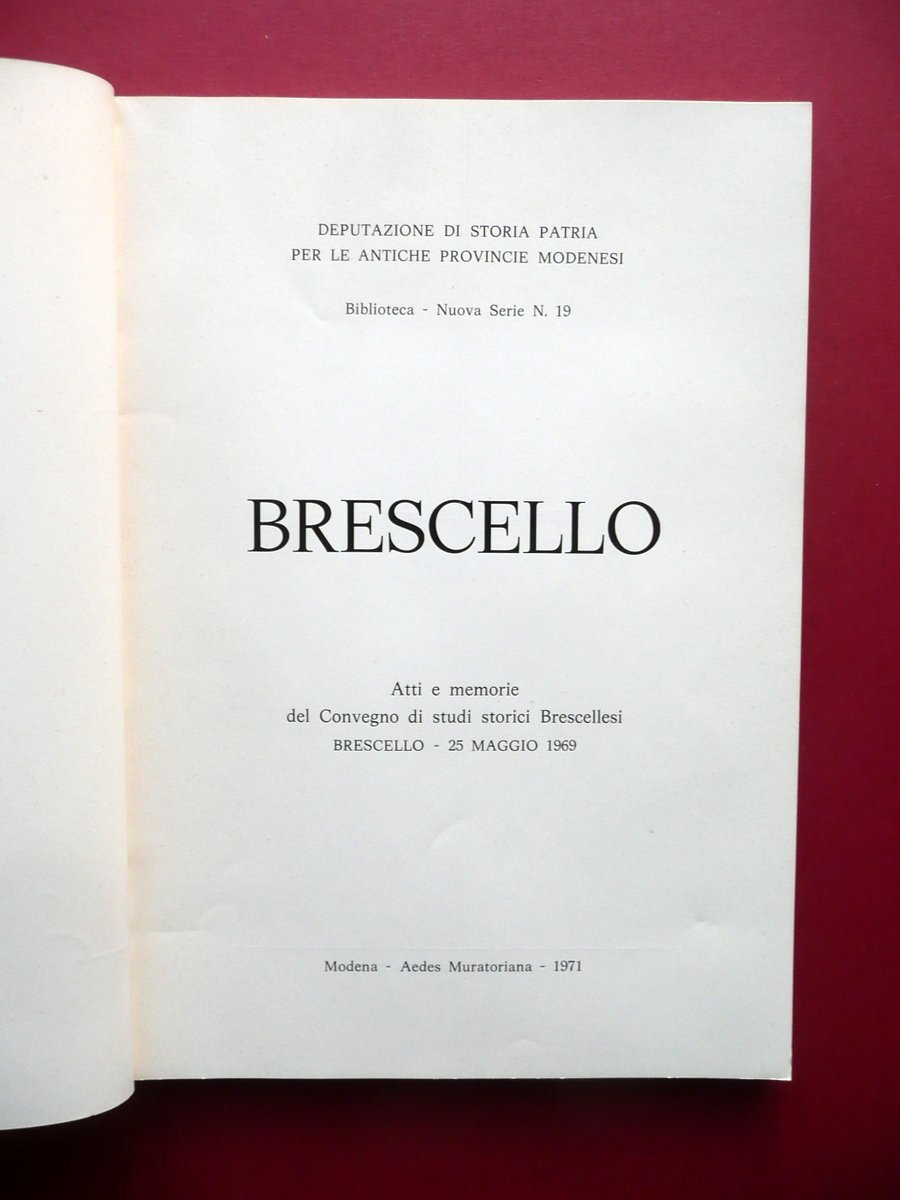 DEPUTAZIONE DI STORIA PATRIA
PER LE ANTICHE PROVINCIE MODENESI
Biblioteca - Nuova Serie N. 19
BRESCELLO
Atti e memorie
del Convegno di studi storici Brescellesi
BRESCELLO - 25 MAGGIO 1969
Modena - Aedes Muratoriana - 1971